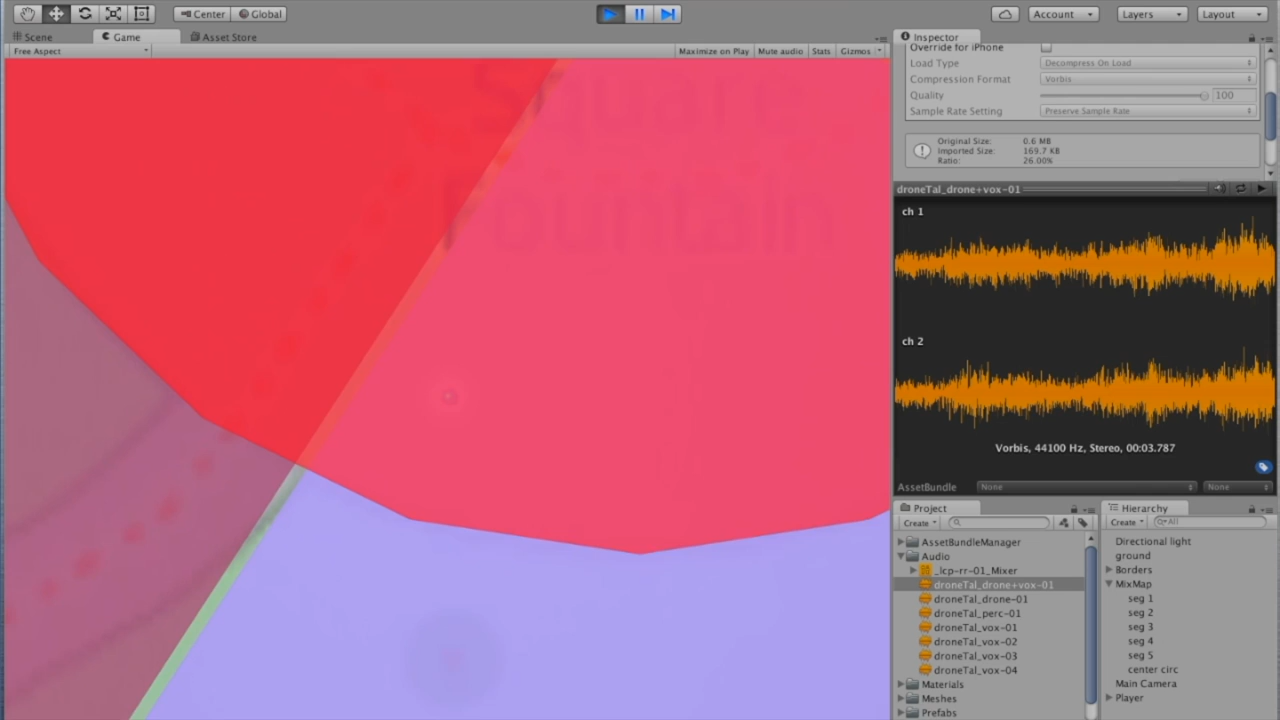 Center Global
Account Layers Layout
Scene Game Asset Store
Free Aspect Maximize on Play Mute audio Stats Gizmos
Square
Fountain
Inspector
Override for iPhone
Load Type Decompress On Load
Compression Format Vorbis
Quality 100
Sample Rate Setting Preserve Sample Rate
Original Size: 0.6 MB
Imported Size: 169.7 KB
Ratio: 26.00%
droneTal_drone+vox-01
ch 1
ch 2
Vorbis, 44100 Hz, Stereo, 00:03.787
AssetBundle None None
Project
Create
AssetBundleManager
Audio
_lcp-rr-01_Mixer
droneTal_drone+vox-01
droneTal_drone-01
droneTal_perc-01
droneTal_vox-01
droneTal_vox-02
droneTal_vox-03
droneTal_vox-04
Materials
Meshes
Prefabs
Hierarchy
Create All
Directional light
ground
Borders
MixMap
seg 1
seg 2
seg 3
seg 4
seg 5
center circ
Main Camera
Player